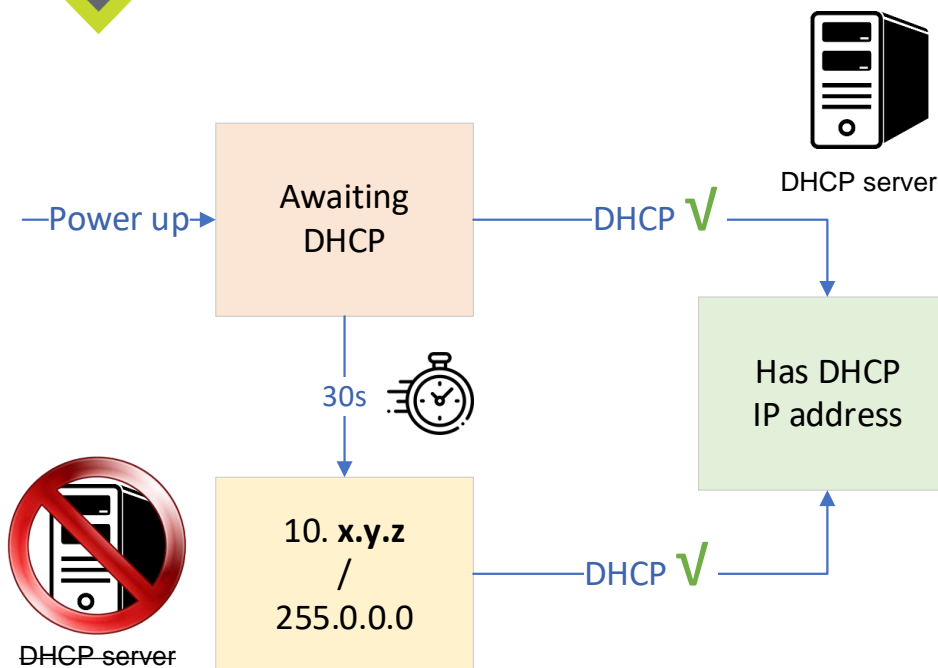 DHCP server
Awaiting
DHCP
Power up
DHCP √
30s
Has DHCP
IP address
10. x.y.z
/
255.0.0.0
DHCP √
DHCP server